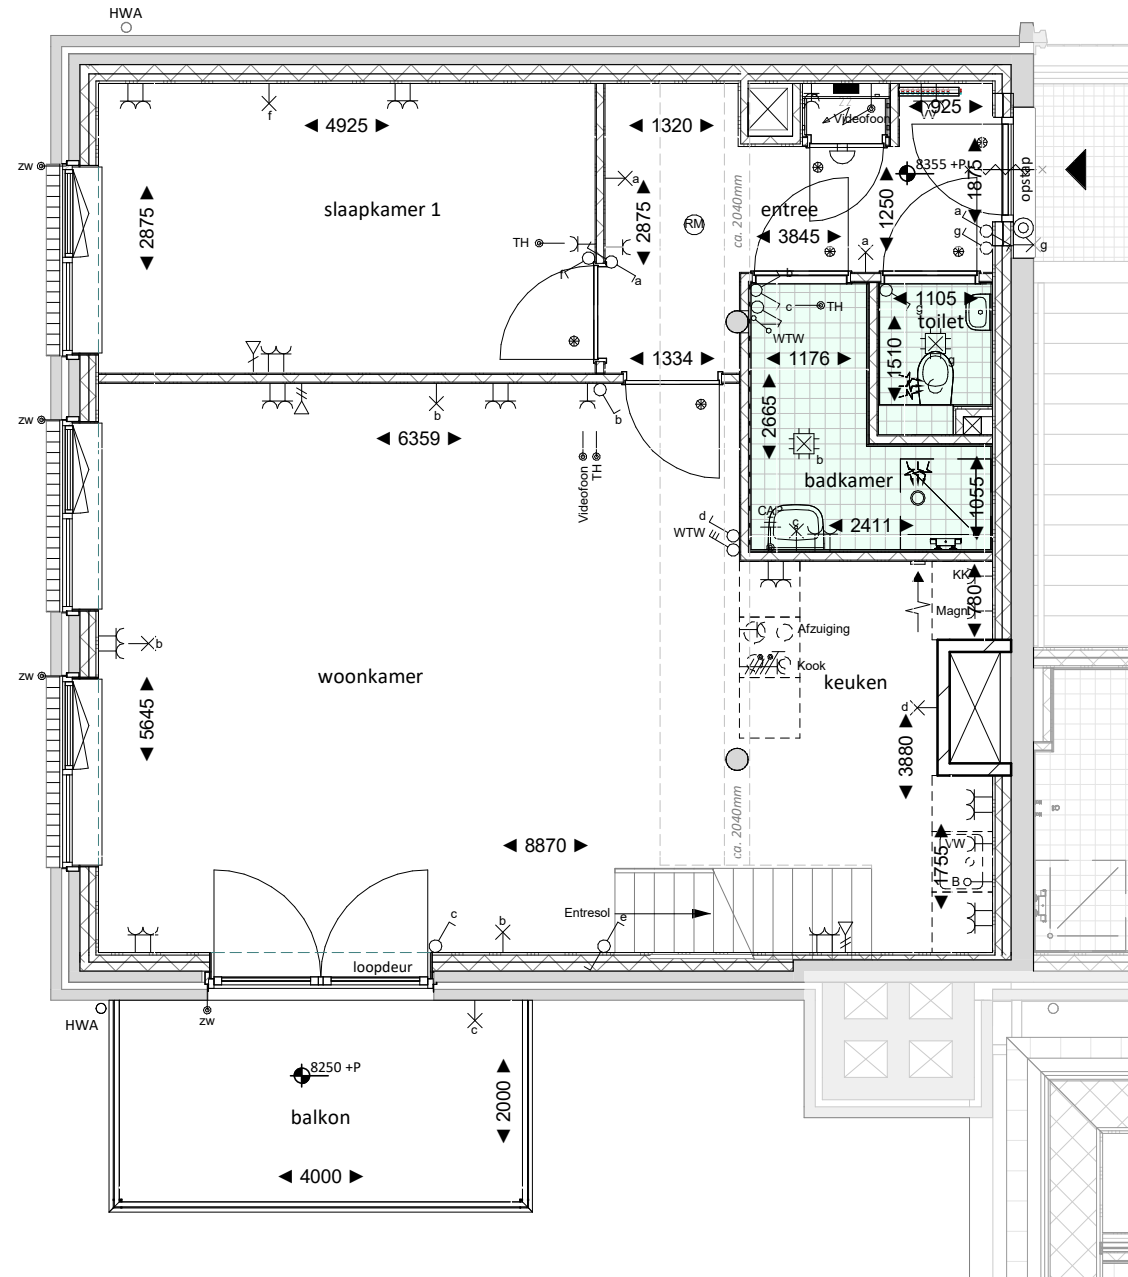 HWA
f
4925
1320
Videofoon
925
zw
a
8355 +P
1875
opstap
slaapkamer 1
2875
2875
RM
ca. 2040mm
entree
3845
1250
a
g
g
TH
f
a
a
b
c
TH
WTW
1105
toilet
1510
g
1334
1176
2665
zw
b
b
6359
Videofoon
TH
b
badkamer
1055
d
WTW
c
2411
KK
780
Magn
Afzuiging
Kook
b
zw
woonkamer
keuken
5645
d
3880
ca. 2040mm
8870
VW
1755
B
Entresol
c
b
e
loopdeur
HWA
zw
c
8250 +P
2000
balkon
4000